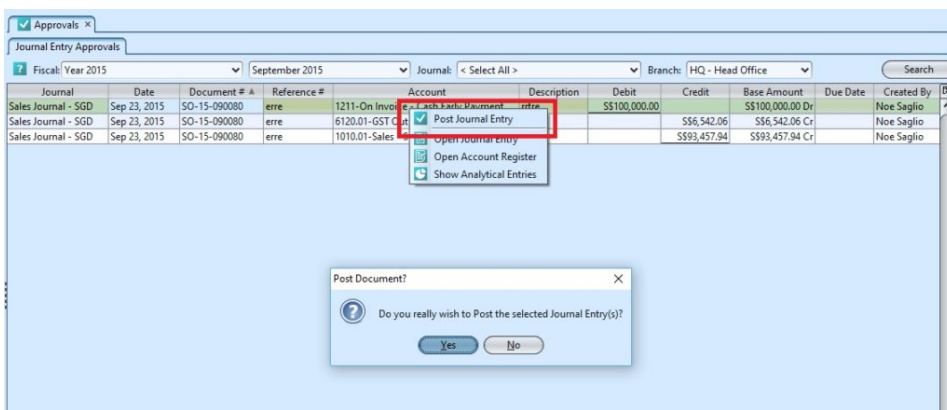 Approvals ×
Journal Entry Approvals
? Fiscal: Year 2015 September 2015 Journal: < Select All > Branch: HQ - Head Office Search
Journal Date Document # Reference # Account Description Debit Credit Base Amount Due Date Created By
Sales Journal - SGD Sep 23, 2015 SO-15-090080 erre 1211-On Invoice - Cash Early Payment rrfre S$100,000.00 S$100,000.00 Dr Noe Saglio
Sales Journal - SGD Sep 23, 2015 SO-15-090080 erre 6120.01-GST Out S$6,542.06 S$6,542.06 Cr Noe Saglio
Sales Journal - SGD Sep 23, 2015 SO-15-090080 erre 1010.01-Sales - S$93,457.94 S$93,457.94 Cr Noe Saglio
Post Journal Entry
Open Journal Entry
Open Account Register
Show Analytical Entries
Post Document? ×
? Do you really wish to Post the selected Journal Entry(s)?
Yes No